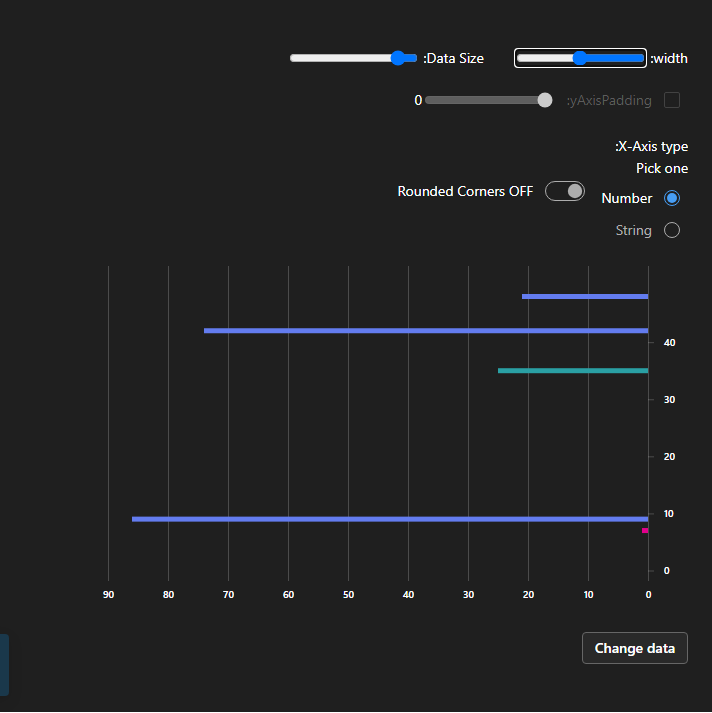 :width
:Data Size
:yAxisPadding
0
:X-Axis type
Pick one
Number
Rounded Corners OFF
String
40
30
20
10
0
90 80 70 60 50 40 30 20 10 0
Change data